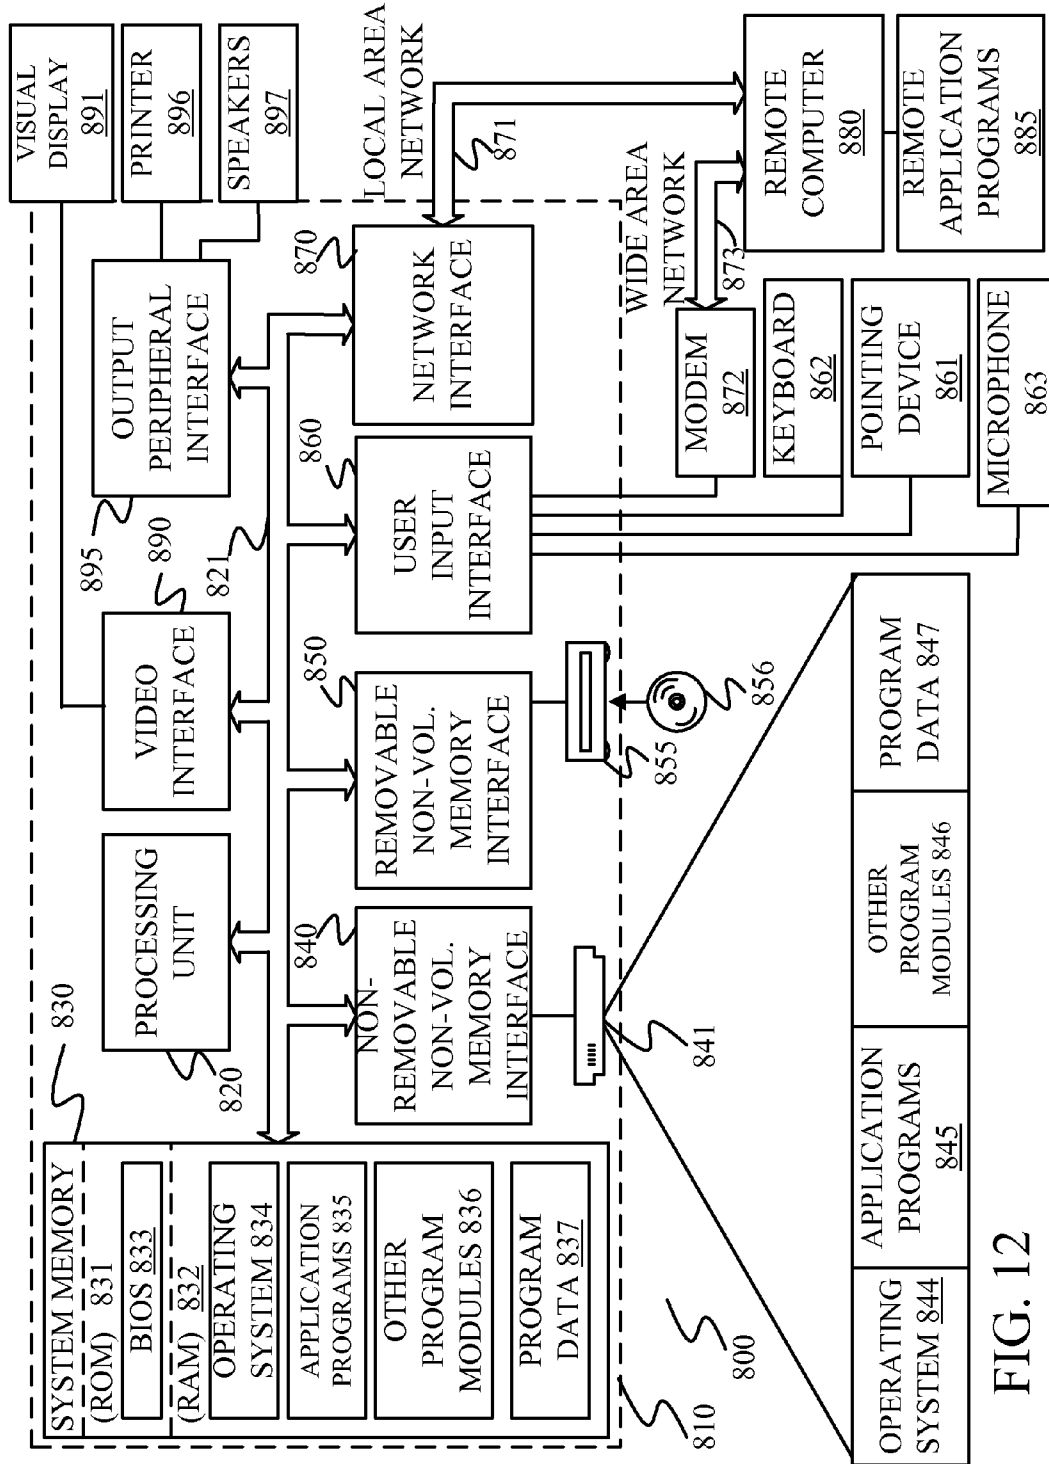 SYSTEM MEMORY
(ROM) 831
BIOS 833
(RAM) 832
OPERATING
SYSTEM 834
APPLICATION
PROGRAMS 835
OTHER
PROGRAM
MODULES 836
PROGRAM
DATA 837
830
810
800
PROCESSING
UNIT
820
VIDEO
INTERFACE
890
821
OUTPUT
PERIPHERAL
INTERFACE
895
VISUAL
DISPLAY
891
PRINTER
896
SPEAKERS
897
NON-
REMOVABLE
NON-VOL.
MEMORY
INTERFACE
840
REMOVABLE
NON-VOL.
MEMORY
INTERFACE
850
USER
INPUT
INTERFACE
860
NETWORK
INTERFACE
870
LOCAL AREA
NETWORK
871
WIDE AREA
NETWORK
873
841
855
856
MODEM
872
KEYBOARD
862
POINTING
DEVICE
861
MICROPHONE
863
REMOTE
COMPUTER
880
REMOTE
APPLICATION
PROGRAMS
885
OPERATING
SYSTEM 844
APPLICATION
PROGRAMS
845
OTHER
PROGRAM
MODULES 846
PROGRAM
DATA 847
FIG. 12